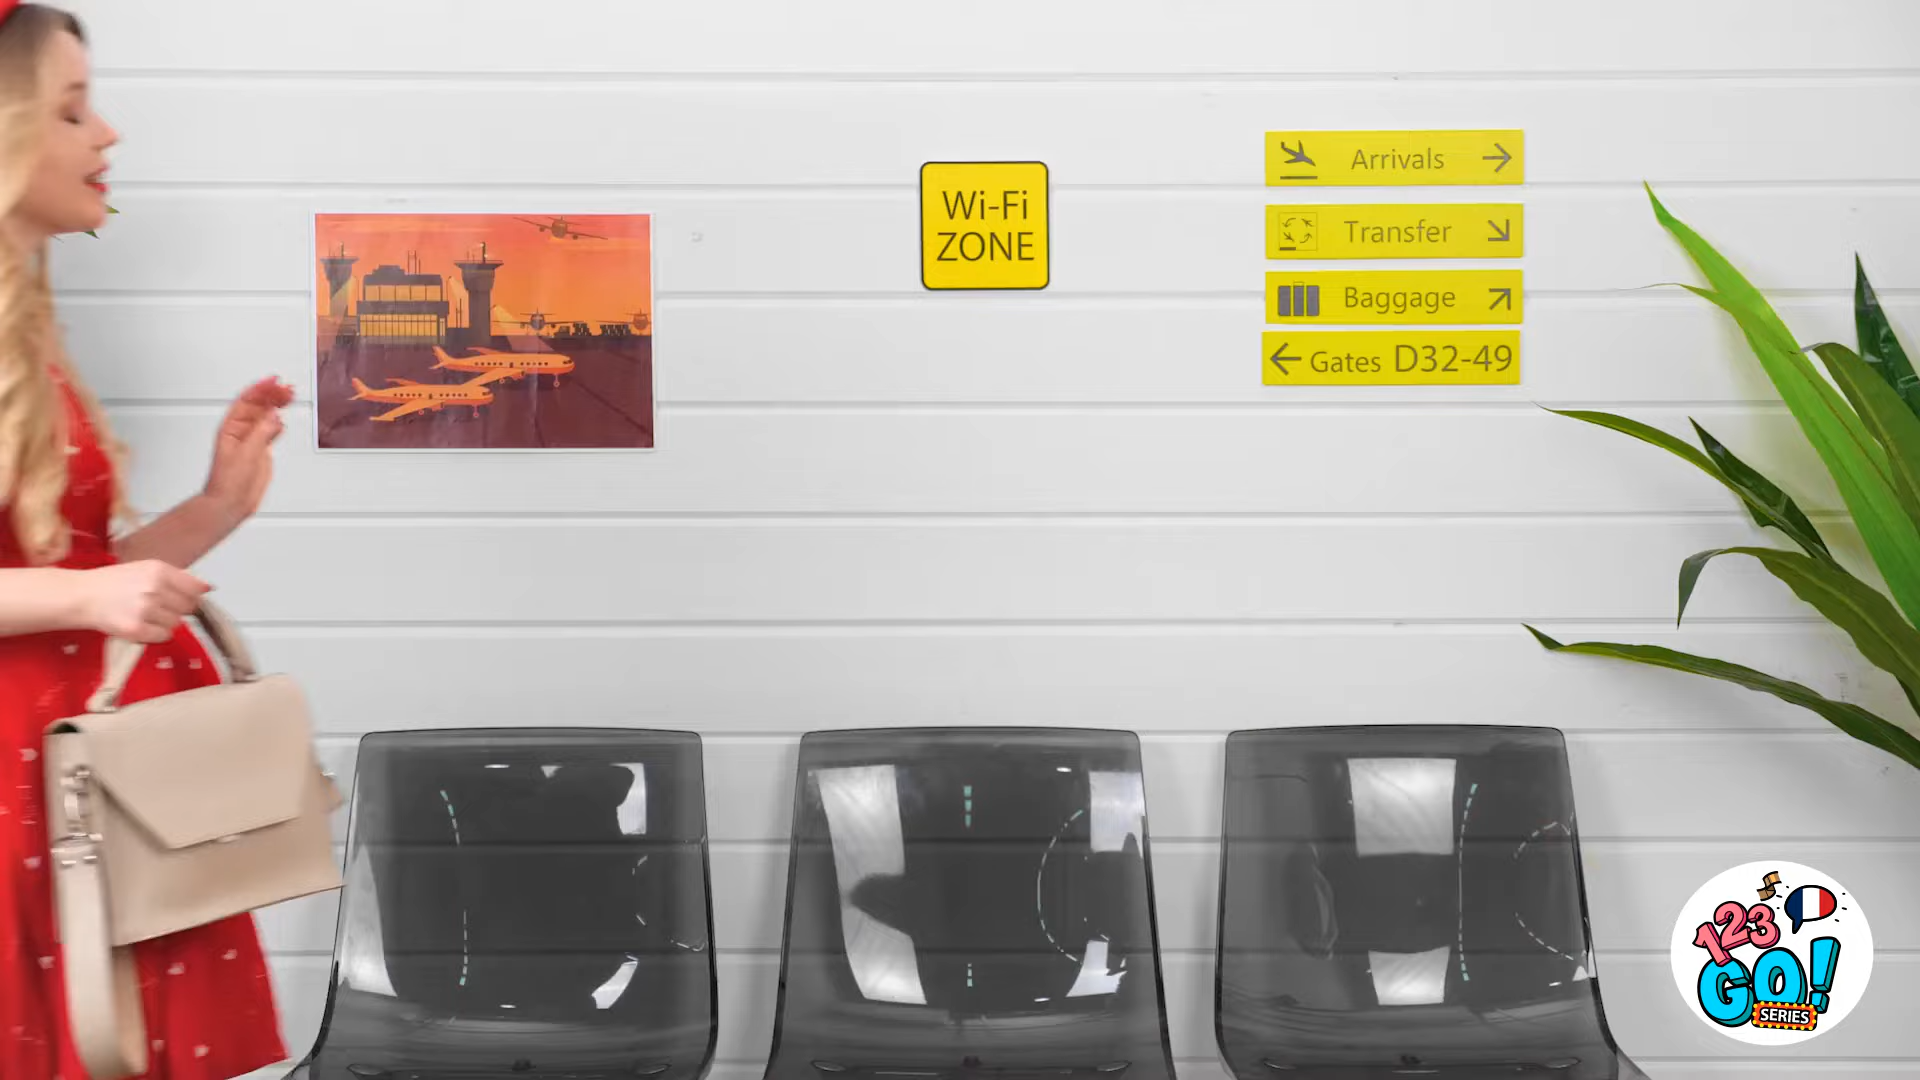 Wi-Fi
ZONE
Arrivals
Transfer
Baggage
Gates D32-49
123
GO!
SERIES